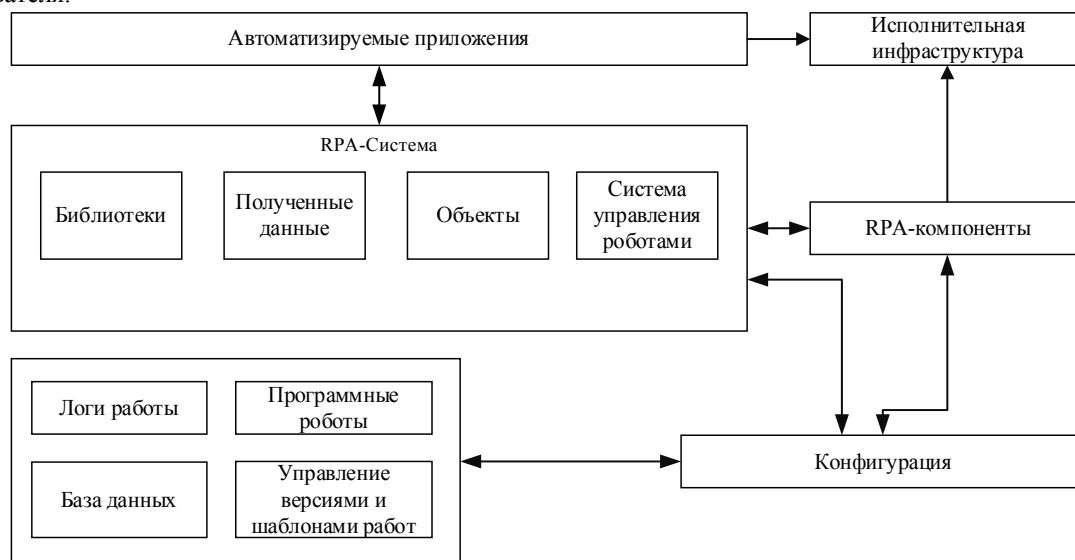 Автоматизируемые приложения
Исполнительная
инфраструктура
RPA-Система
Библиотеки
Полученные
данные
Объекты
Система
управления
роботами
RPA-компоненты
Логи работы
Программные
роботы
База данных
Управление
версиями и
шаблонами работ
Конфигурация